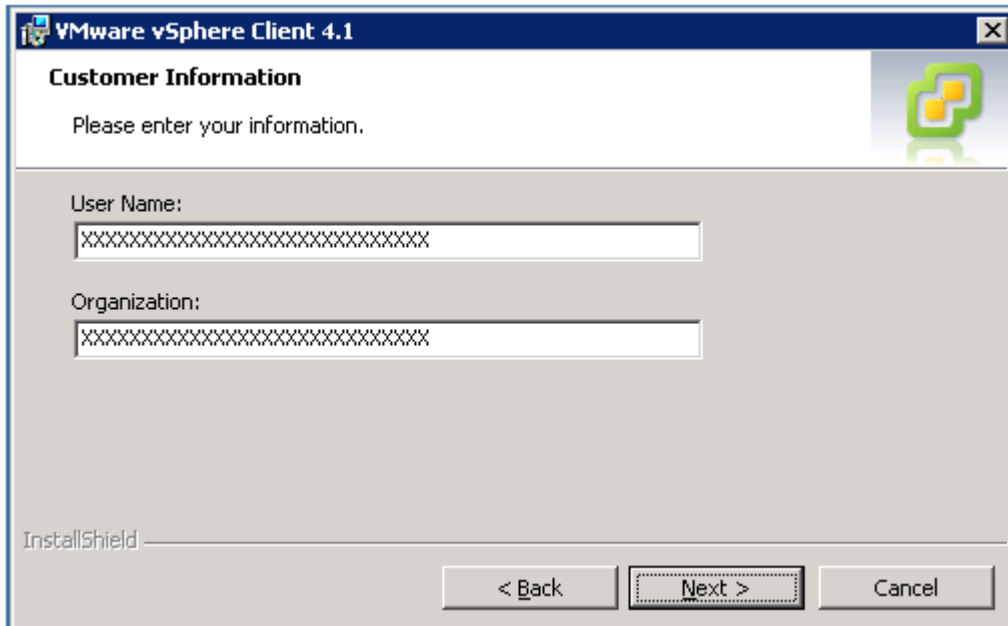 VMware vSphere Client 4.1
Customer Information
Please enter your information.
User Name:
XXXXXXXXXXXXXXXXXXXXXXXXXXXXX
Organization:
XXXXXXXXXXXXXXXXXXXXXXXXXXXXX
InstallShield
< Back
Next >
Cancel